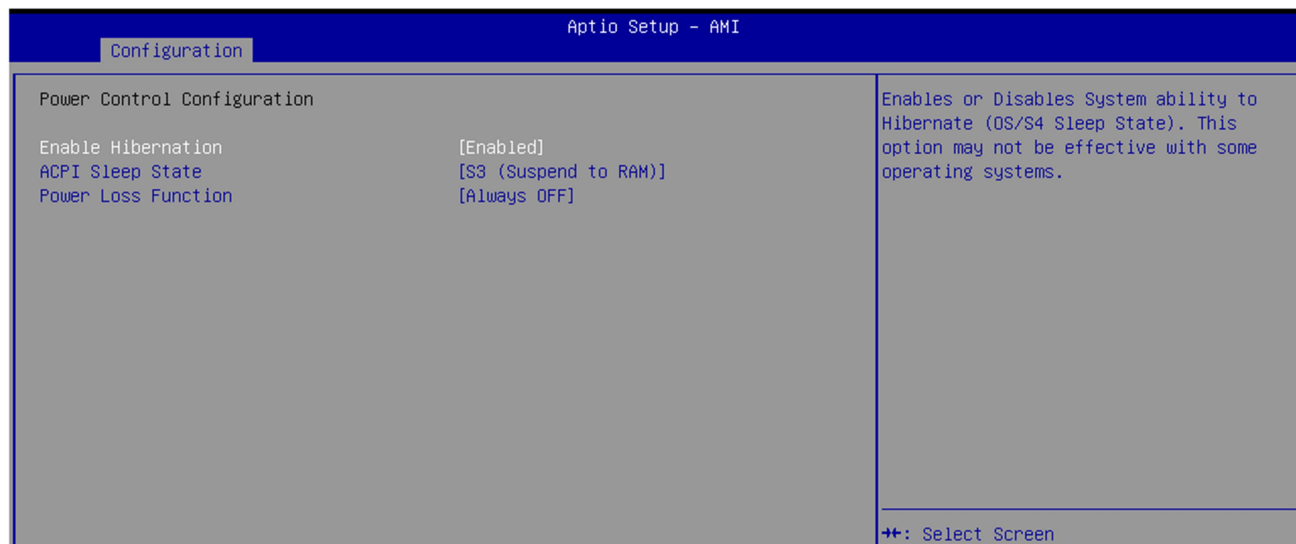 Aptio Setup – AMI
Configuration
Power Control Configuration
Enable Hibernation [Enabled]
ACPI Sleep State [S3 (Suspend to RAM)]
Power Loss Function [Always OFF]
Enables or Disables System ability to
Hibernate (OS/S4 Sleep State). This
option may not be effective with some
operating systems.
→←: Select Screen